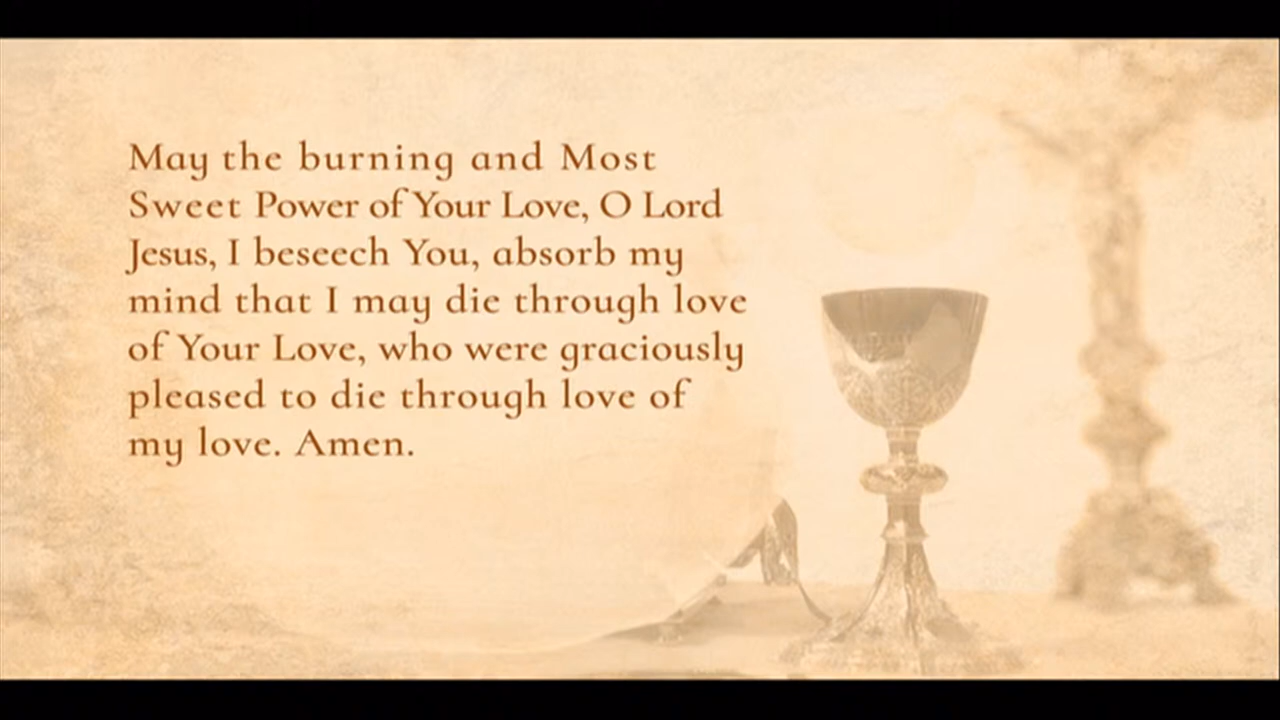 May the burning and Most
Sweet Power of Your Love, O Lord
Jesus, I beseech You, absorb my
mind that I may die through love
of Your Love, who were graciously
pleased to die through love of
my love. Amen.